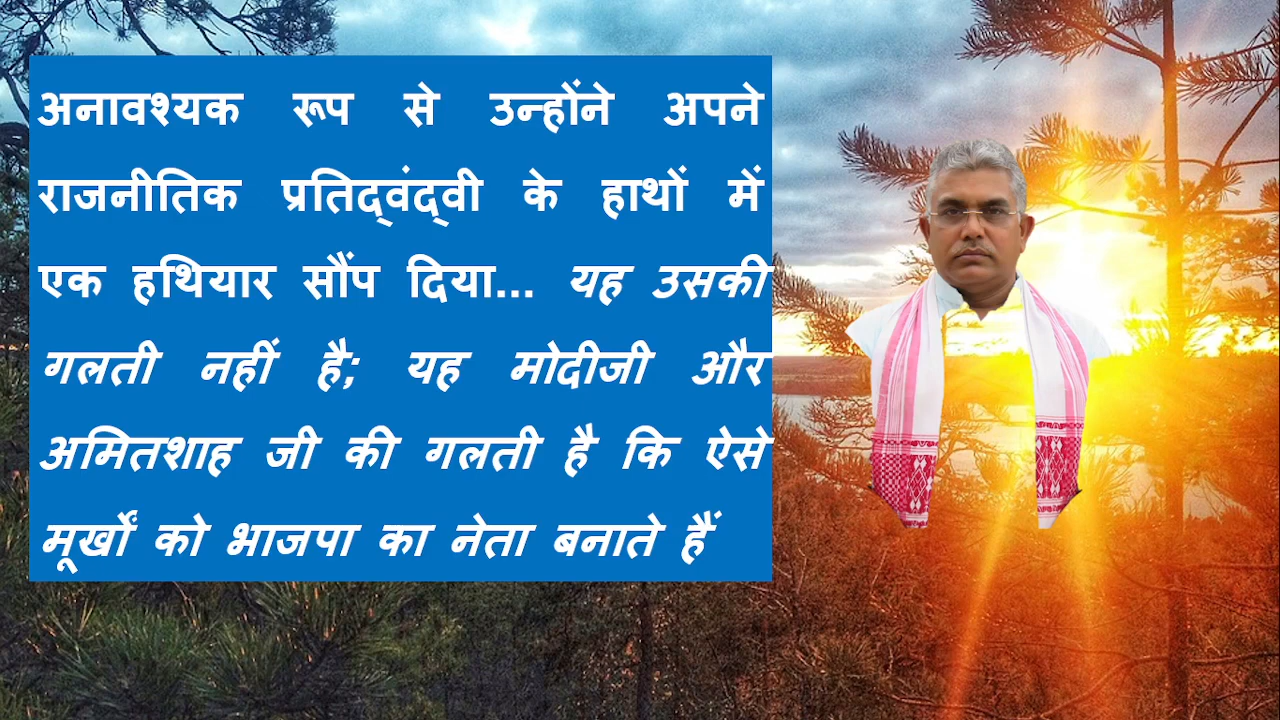 अनावश्यक रूप से उन्होंने अपने
राजनीतिक प्रतिद्वंद्वी के हाथों में
एक हथियार सौंप दिया... यह उसकी
गलती नहीं है; यह मोदीजी और
अमितशाह जी की गलती है कि ऐसे
मूर्खों को भाजपा का नेता बनाते हैं